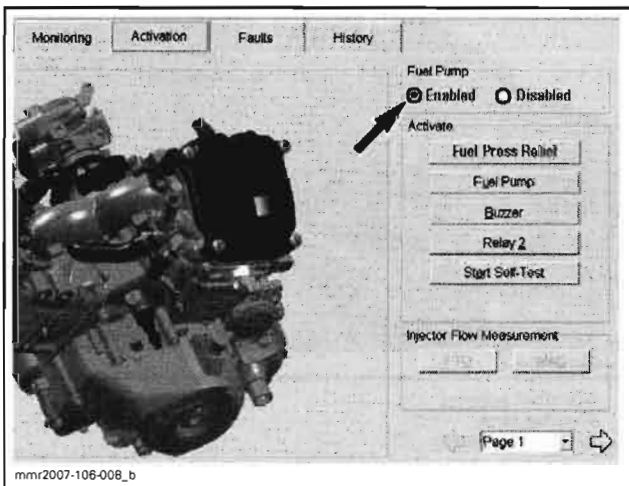 Monitoring Activation Faults History
Fuel Pump
Enabled Disabled
Activate
Fuel Press Relief
Fuel Pump
Buzzer
Relay 2
Start Self-Test
Injector Flow Measurement
Page 1
mmr2007-106-008_b